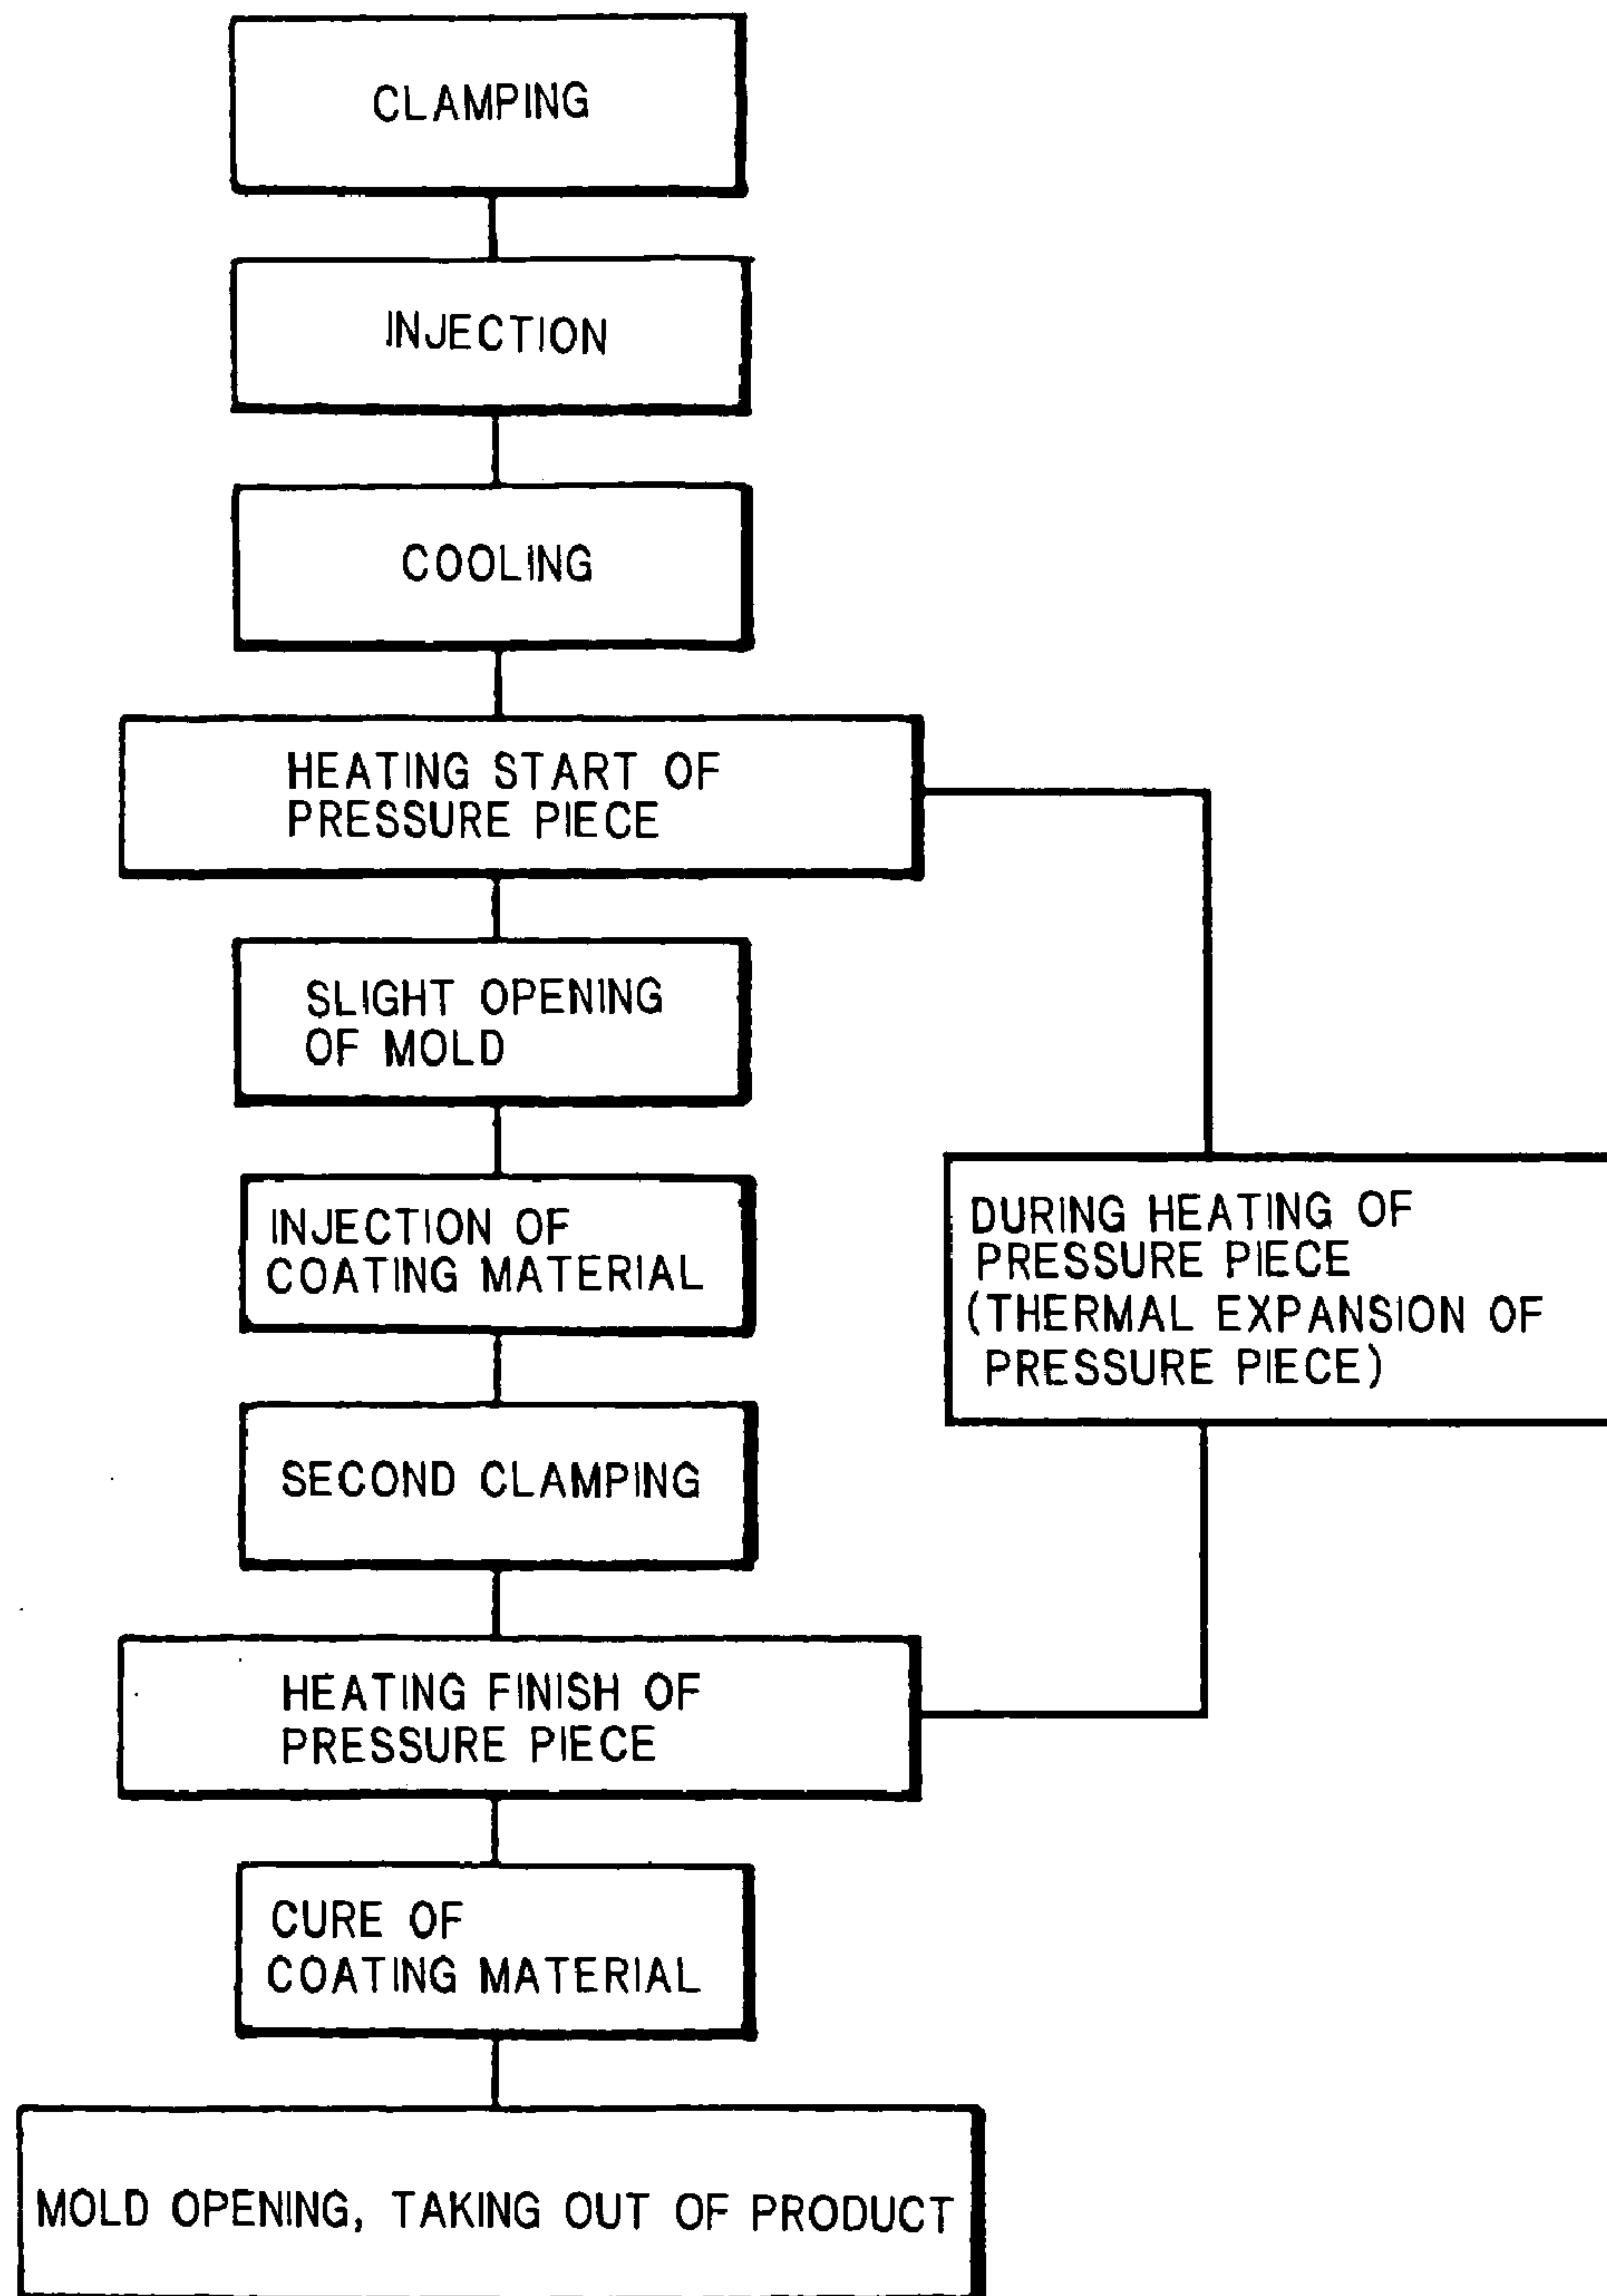 CLAMPING
INJECTION
COOLING
HEATING START OF
PRESSURE PIECE
SLIGHT OPENING
OF MOLD
INJECTION OF
COATING MATERIAL
DURING HEATING OF
PRESSURE PIECE
(THERMAL EXPANSION OF
PRESSURE PIECE)
SECOND CLAMPING
HEATING FINISH OF
PRESSURE PIECE
CURE OF
COATING MATERIAL
MOLD OPENING, TAKING OUT OF PRODUCT